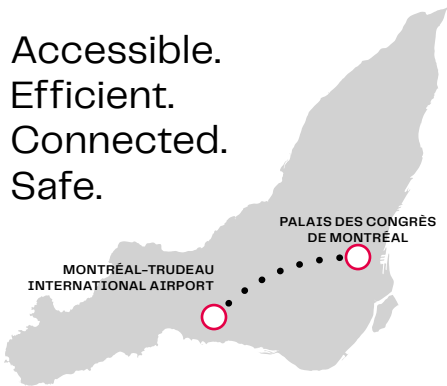 Accessible.
Efficient.
Connected.
Safe.
PALAIS DES CONGRÈS
DE MONTRÉAL
MONTRÉAL-TRUDEAU
INTERNATIONAL AIRPORT